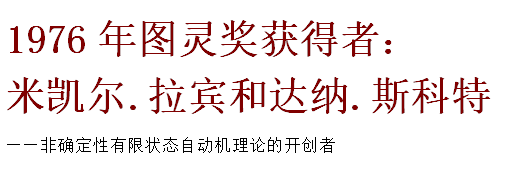 1976 年图灵奖获得者：
米凯尔.拉宾和达纳.斯科特
——非确定性有限状态自动机理论的开创者